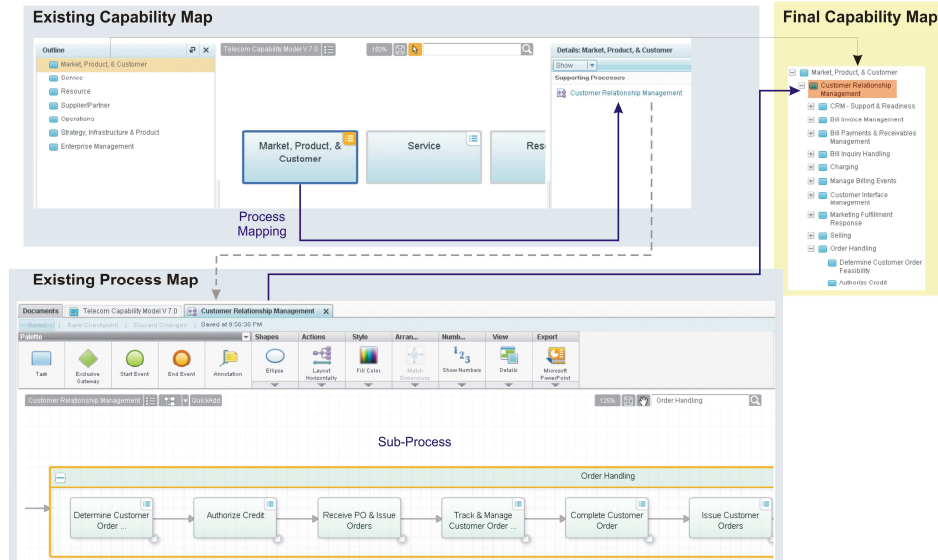 Existing Capability Map
Final Capability Map
Outline
Market, Product, & Customer
Service
Resource
Supplier/Partner
Operations
Strategy, Infrastructure & Product
Enterprise Management
Telecom Capability Model V 7.0
100%
Market, Product, &
Customer
Service
Reso
Details: Market, Product, & Customer
Show
Supporting Processes
Customer Relationship Management
Process
Mapping
Market, Product, & Customer
Customer Relationship
Management
CRM - Support & Readiness
Bill Invoice Management
Bill Payments & Receivables
Management
Bill Inquiry Handling
Charging
Manage Billing Events
Customer Interface
Management
Marketing Fulfillment
Response
Selling
Order Handling
Determine Customer Order
Feasibility
Authorize Credit
Existing Process Map
Documents
Telecom Capability Model V 7.0
Customer Relationship Management X
Saved | Save Checkpoint | Discard Changes | Saved at 8:56:36 PM
Palette
Shapes
Actions
Style
Arran...
Numb...
View
Export
Task
Exclusive
Gateway
Start Event
End Event
Annotation
Ellipse
Layout
Horizontally
Fill Color
Match
Dimensions
123
Show Numbers
Details
Microsoft
PowerPoint
Customer Relationship Management
QuickAdd
125%
Order Handling
Sub-Process
Order Handling
Determine Customer
Order ...
Authorize Credit
Receive PO & Issue
Orders
Track & Manage
Customer Order ...
Complete Customer
Order
Issue Customer
Orders